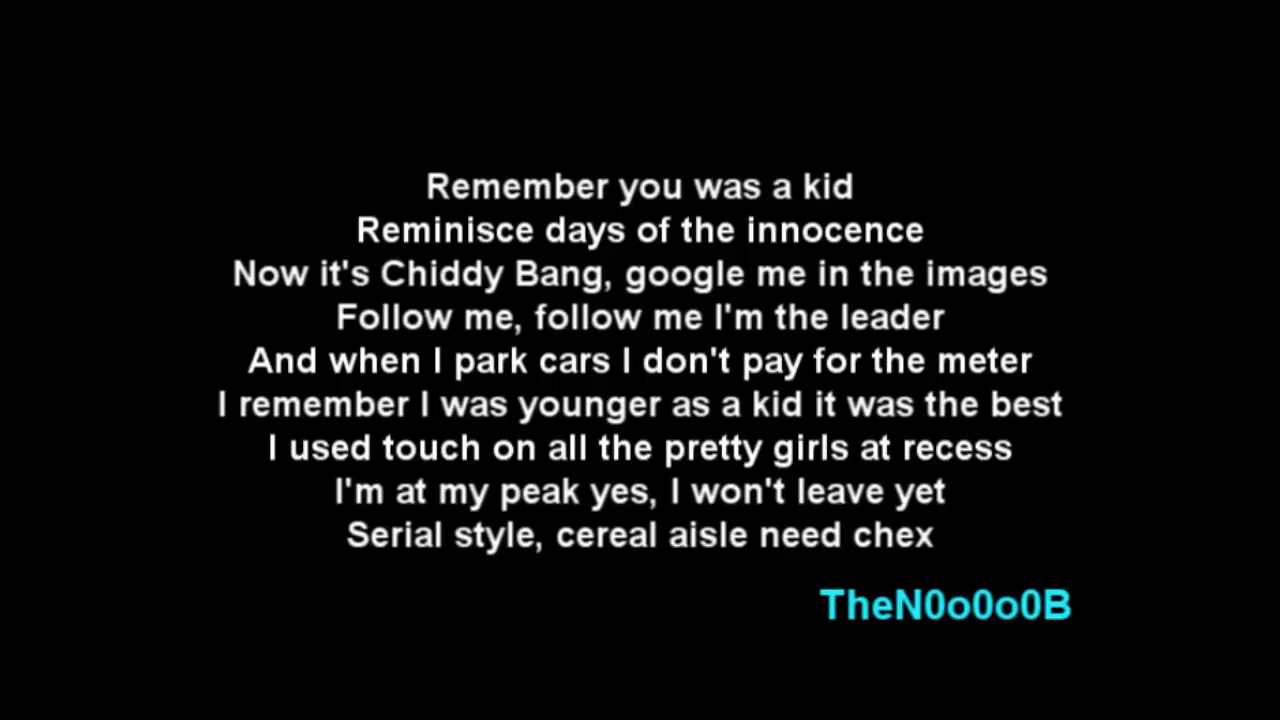 Remember you was a kid
Reminisce days of the innocence
Now it's Chiddy Bang, google me in the images
Follow me, follow me I'm the leader
And when I park cars I don't pay for the meter
I remember I was younger as a kid it was the best
I used touch on all the pretty girls at recess
I'm at my peak yes, I won't leave yet
Serial style, cereal aisle need chex
TheN0o0o0B